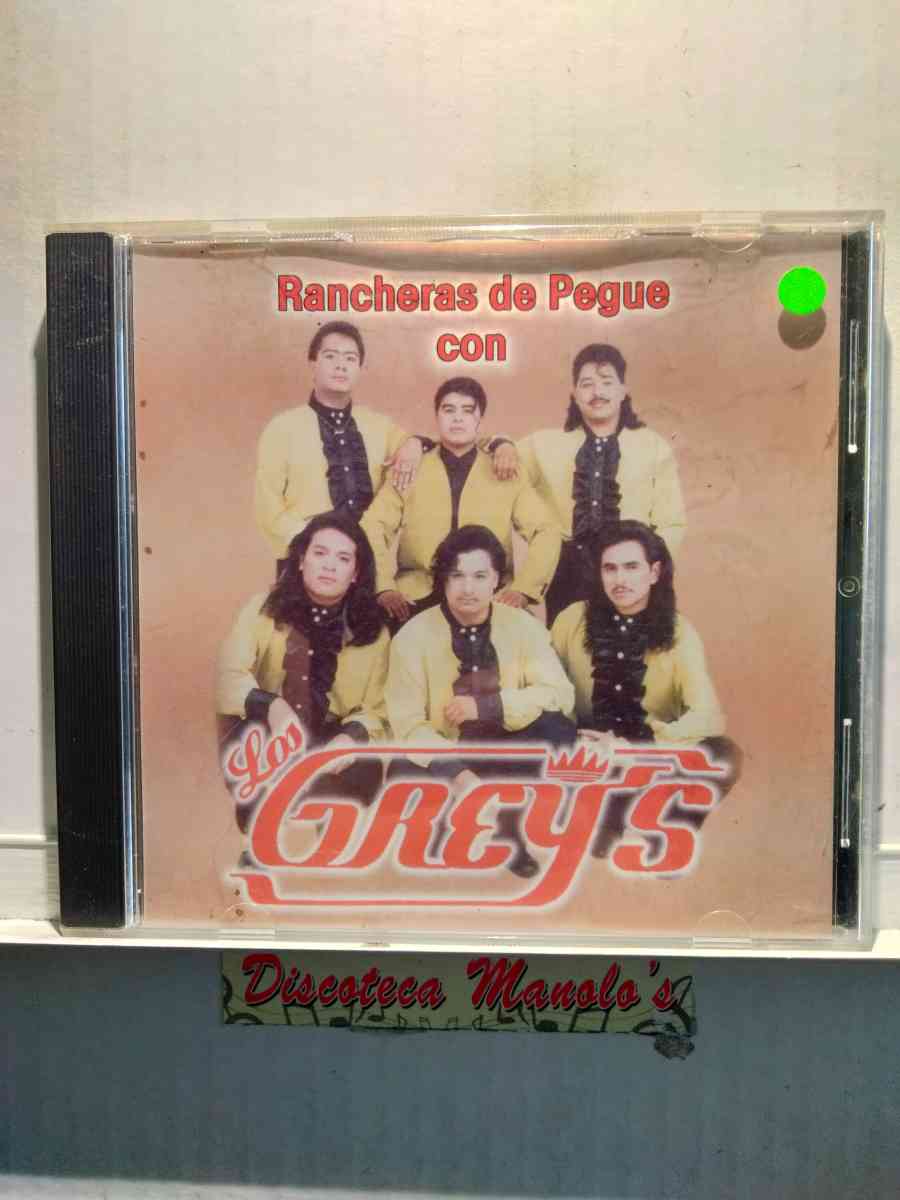 Rancheras de Pegue
con
Los
GREY'S
Discoteca Manolo's